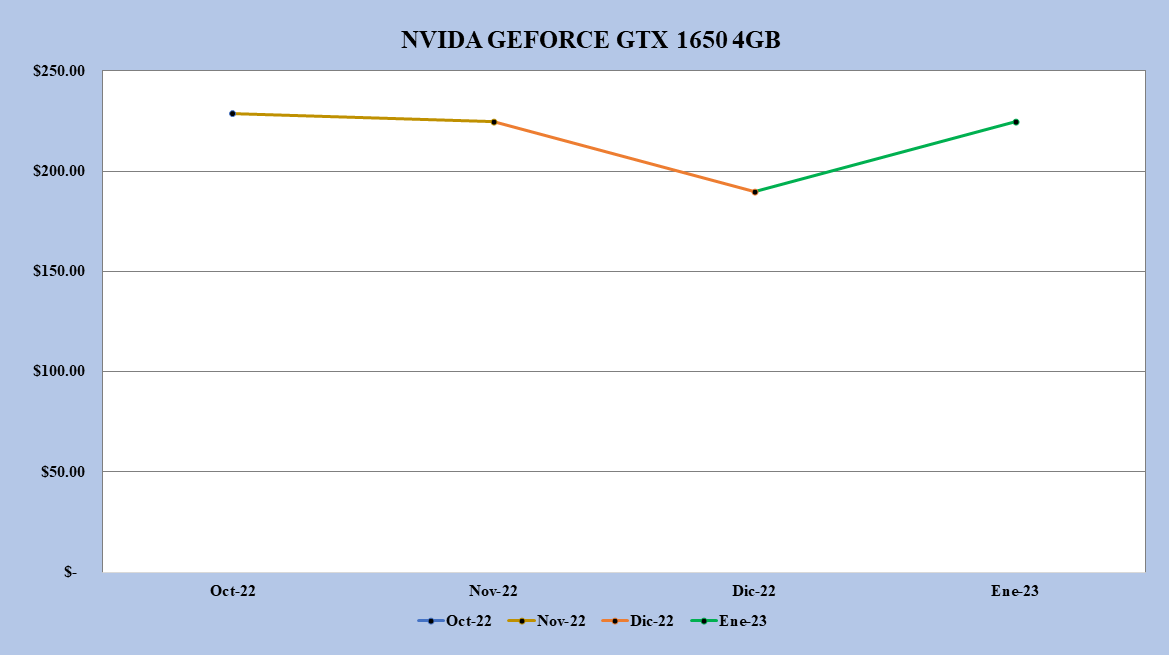 NVIDA GEFORCE GTX 1650 4GB
$250.00
$200.00
$150.00
$100.00
$50.00
$-
Oct-22 Nov-22 Dic-22 Ene-23
Oct-22 Nov-22 Dic-22 Ene-23